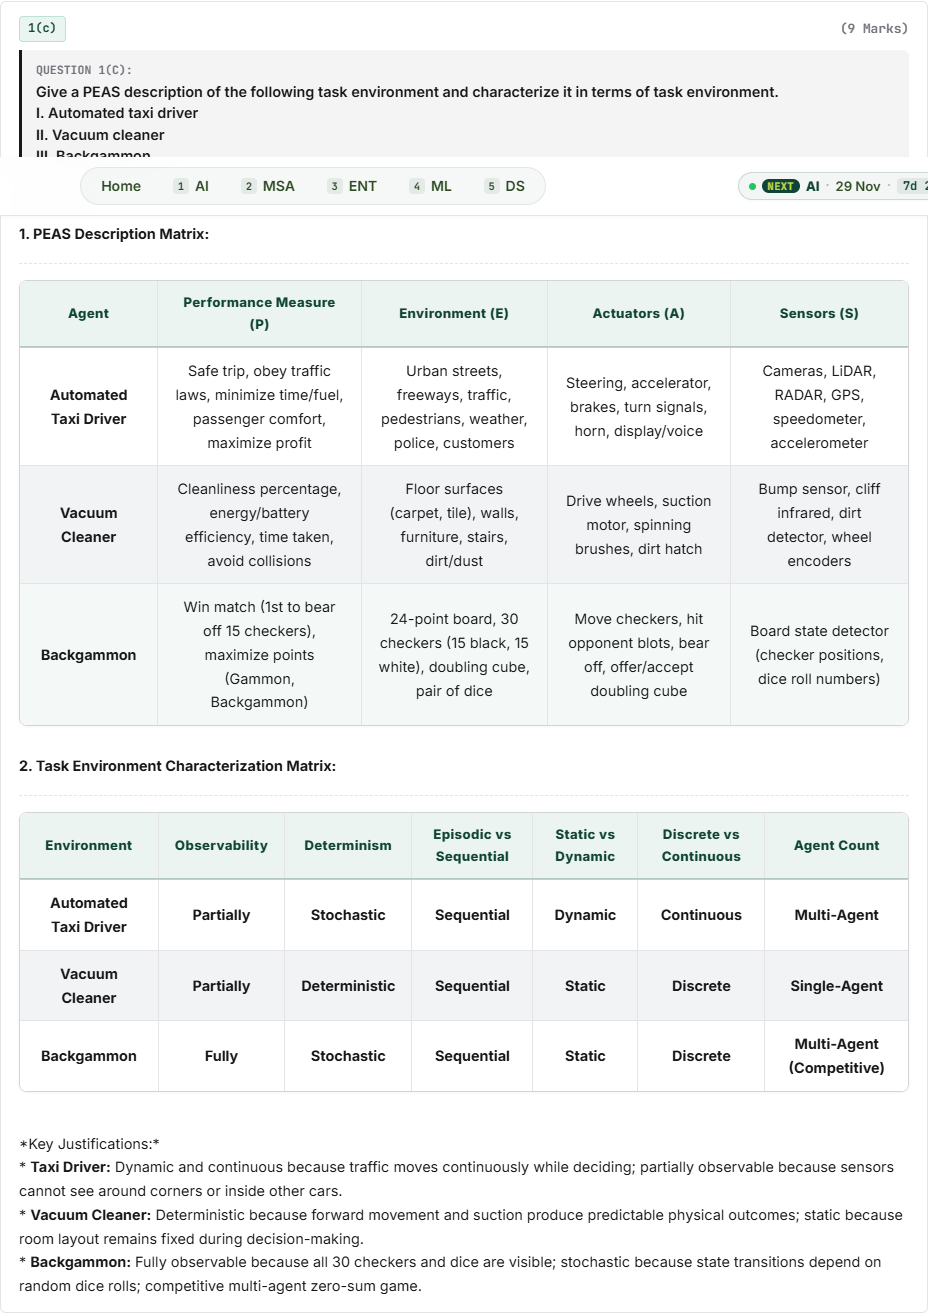 1(c)
(9 Marks)
QUESTION 1(C):
Give a PEAS description of the following task environment and characterize it in terms of task environment.
I. Automated taxi driver
II. Vacuum cleaner
III. Backgammon
Home 1 AI 2 MSA 3 ENT 4 ML 5 DS
NEXT AI · 29 Nov · 7d
1. PEAS Description Matrix:
Agent
Performance Measure
(P)
Environment (E)
Actuators (A)
Sensors (S)
Automated
Taxi Driver
Safe trip, obey traffic
laws, minimize time/fuel,
passenger comfort,
maximize profit
Urban streets,
freeways, traffic,
pedestrians, weather,
police, customers
Steering, accelerator,
brakes, turn signals,
horn, display/voice
Cameras, LiDAR,
RADAR, GPS,
speedometer,
accelerometer
Vacuum
Cleaner
Cleanliness percentage,
energy/battery
efficiency, time taken,
avoid collisions
Floor surfaces
(carpet, tile), walls,
furniture, stairs,
dirt/dust
Drive wheels, suction
motor, spinning
brushes, dirt hatch
Bump sensor, cliff
infrared, dirt
detector, wheel
encoders
Backgammon
Win match (1st to bear
off 15 checkers),
maximize points
(Gammon,
Backgammon)
24-point board, 30
checkers (15 black, 15
white), doubling cube,
pair of dice
Move checkers, hit
opponent blots, bear
off, offer/accept
doubling cube
Board state detector
(checker positions,
dice roll numbers)
2. Task Environment Characterization Matrix:
Environment
Observability
Determinism
Episodic vs
Sequential
Static vs
Dynamic
Discrete vs
Continuous
Agent Count
Automated
Taxi Driver
Partially
Stochastic
Sequential
Dynamic
Continuous
Multi-Agent
Vacuum
Cleaner
Partially
Deterministic
Sequential
Static
Discrete
Single-Agent
Backgammon
Fully
Stochastic
Sequential
Static
Discrete
Multi-Agent
(Competitive)
*Key Justifications:*
* Taxi Driver: Dynamic and continuous because traffic moves continuously while deciding; partially observable because sensors
cannot see around corners or inside other cars.
* Vacuum Cleaner: Deterministic because forward movement and suction produce predictable physical outcomes; static because
room layout remains fixed during decision-making.
* Backgammon: Fully observable because all 30 checkers and dice are visible; stochastic because state transitions depend on
random dice rolls; competitive multi-agent zero-sum game.